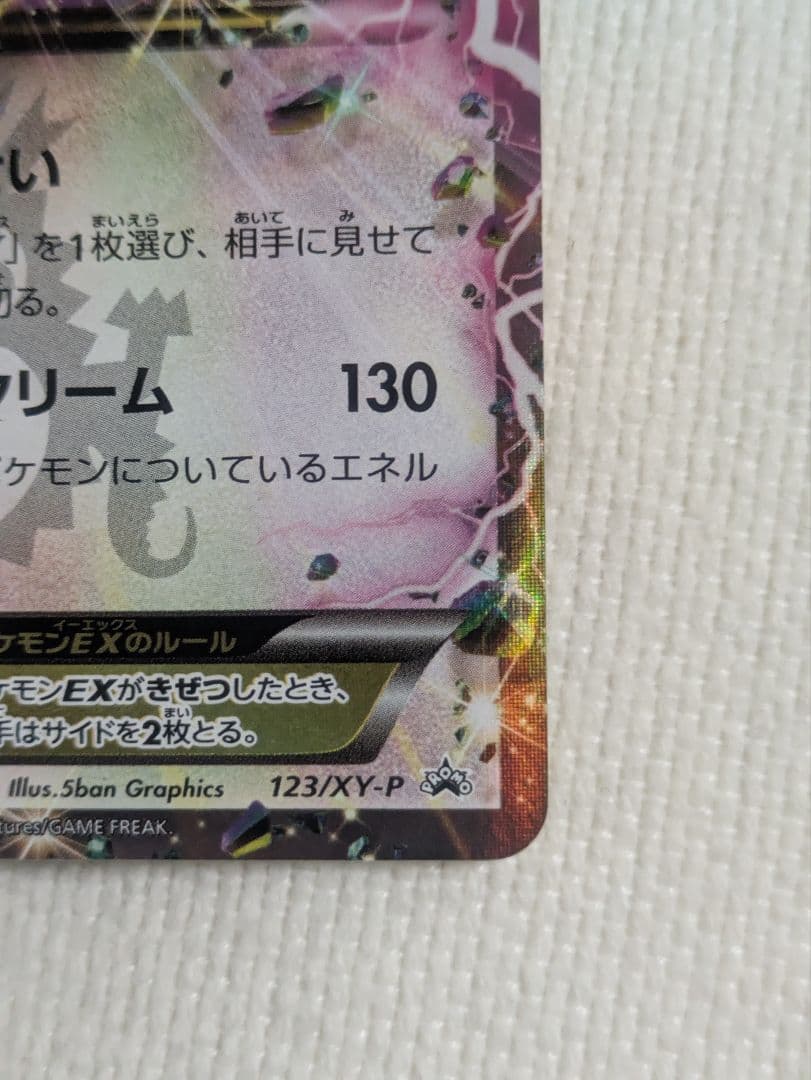 い
」を1枚選び、相手に見せて
る。
クリーム 130
ケモンについているエネル
ケモンEXのルール
ケモンEXがきぜつしたとき、
手はサイドを2枚とる。
Illus.5ban Graphics 123/XY-P PROMO
tures/GAME FREAK.